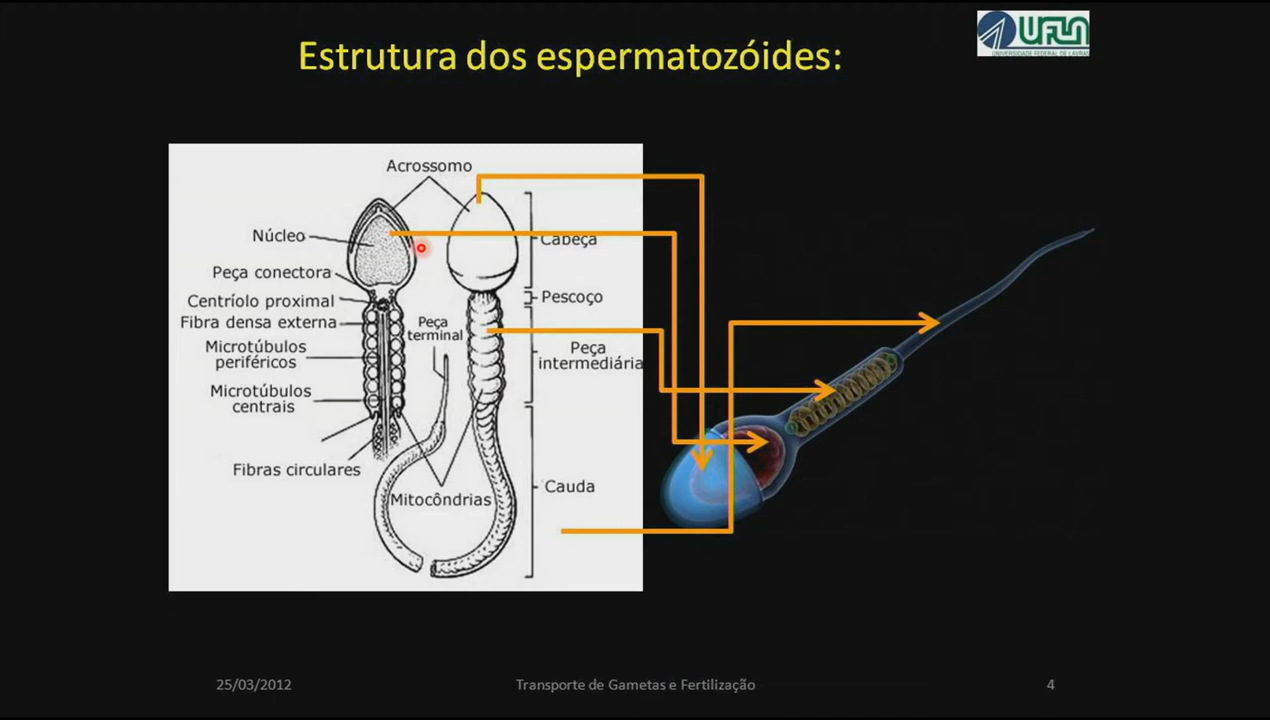 Estrutura dos espermatozóides:
UFLA
UNIVERSIDADE FEDERAL DE LAVRAS
Acrossomo
Núcleo
Cabeça
Peça conectora
Centríolo proximal
Pescoço
Fibra densa externa
Peça
terminal
Microtúbulos
periféricos
Peça
intermediária
Microtúbulos
centrais
Fibras circulares
Mitocôndrias
Cauda
25/03/2012
Transporte de Gametas e Fertilização
4